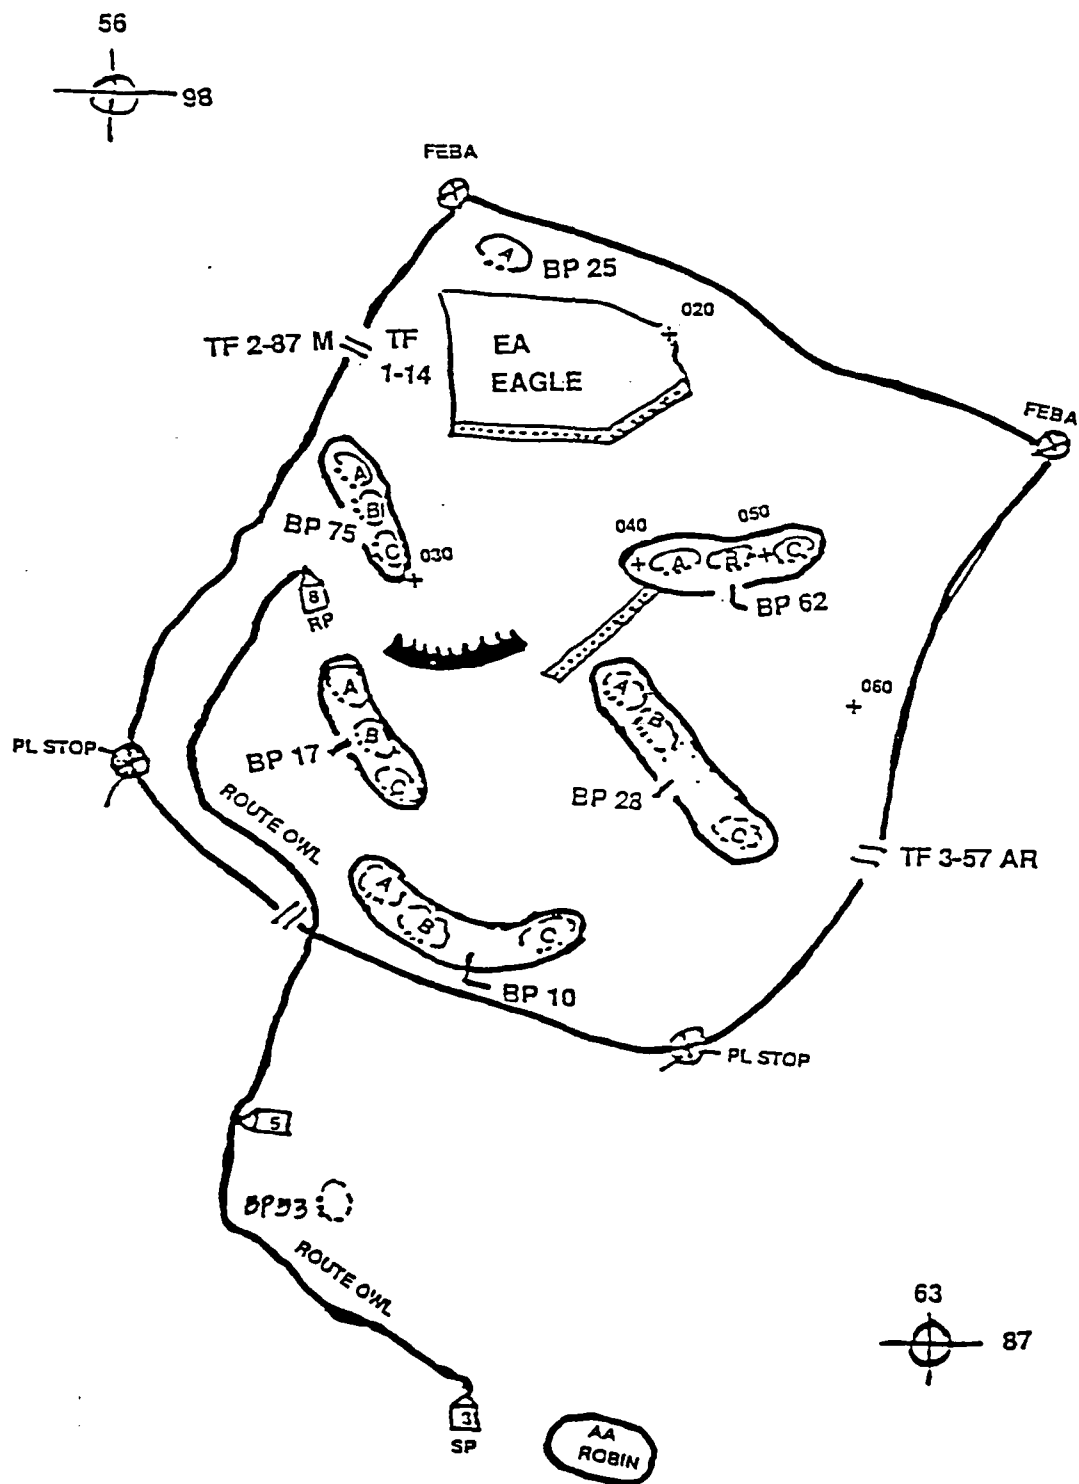 56
98
FEBA
A
BP 25
020
TF 2-87 M
TF
1-14
EA
EAGLE
FEBA
A
B
C
BP 75
030
040
050
A
B
C
BP 62
8
RP
060
A
B
C
BP 17
A
B
C
BP 28
PL STOP
ROUTE OWL
TF 3-57 AR
A
B
C
BP 10
PL STOP
5
BP53
ROUTE OWL
63
87
3
SP
AA
ROBIN